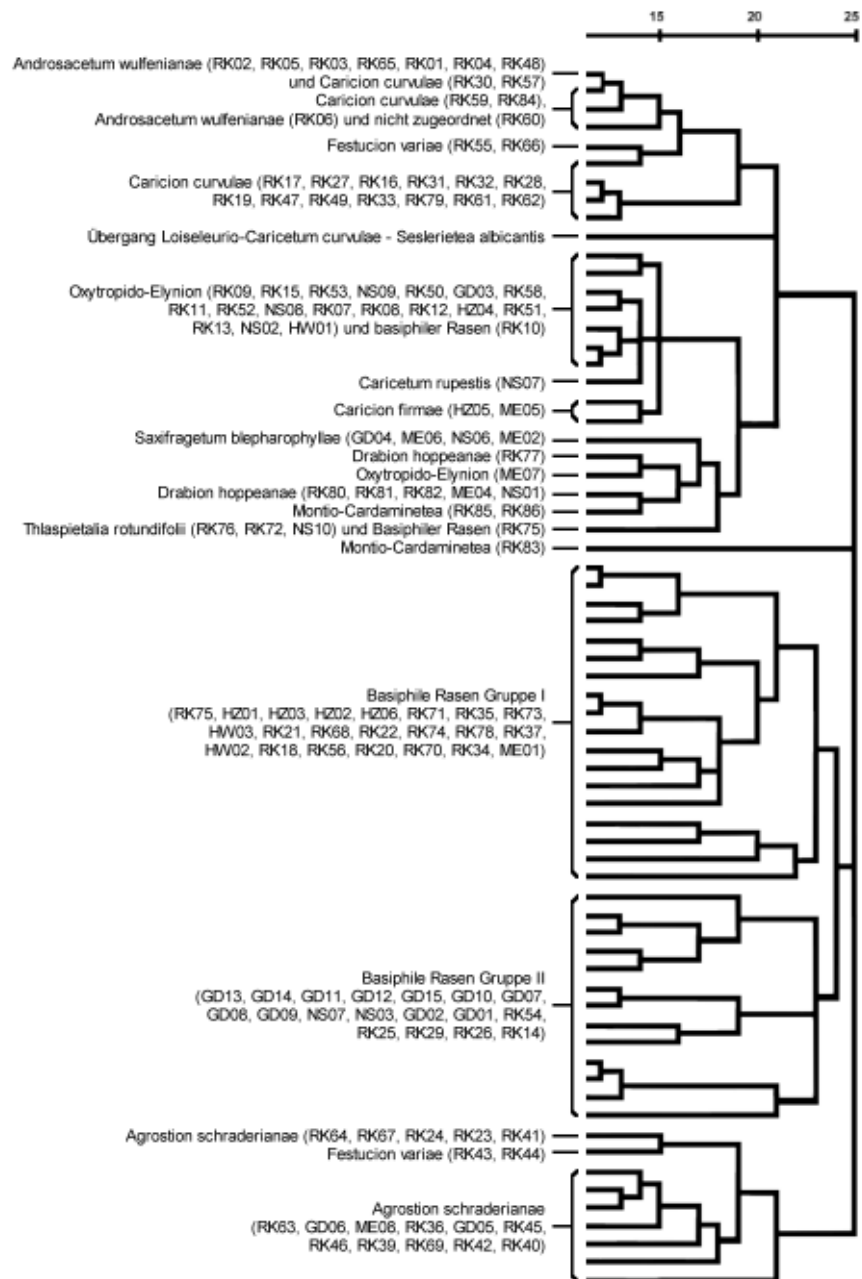 15 20 25
Androsacetum wulfenianae (RK02, RK05, RK03, RK65, RK01, RK04, RK48)
und Caricion curvulae (RK30, RK57)
Caricion curvulae (RK59, RK84),
Androsacetum wulfenianae (RK06) und nicht zugeordnet (RK60)
Festucion variae (RK55, RK66)
Caricion curvulae (RK17, RK27, RK16, RK31, RK32, RK28,
RK19, RK47, RK49, RK33, RK79, RK61, RK62)
Übergang Loiseleurio-Caricetum curvulae - Seslerietea albicantis
Oxytropido-Elynion (RK09, RK15, RK53, NS09, RK50, GD03, RK58,
RK11, RK52, NS08, RK07, RK08, RK12, HZ04, RK51,
RK13, NS02, HW01) und basiphiler Rasen (RK10)
Caricetum rupestis (NS07)
Caricion firmae (HZ05, ME05)
Saxifragetum blepharophyllae (GD04, ME06, NS06, ME02)
Drabion hoppeanae (RK77)
Oxytropido-Elynion (ME07)
Drabion hoppeanae (RK80, RK81, RK82, ME04, NS01)
Montio-Cardaminetea (RK85, RK86)
Thlaspietalia rotundifolii (RK76, RK72, NS10) und Basiphiler Rasen (RK75)
Montio-Cardaminetea (RK83)
Basiphile Rasen Gruppe I
(RK75, HZ01, HZ03, HZ02, HZ06, RK71, RK35, RK73,
HW03, RK21, RK68, RK22, RK74, RK78, RK37,
HW02, RK18, RK56, RK20, RK70, RK34, ME01)
Basiphile Rasen Gruppe II
(GD13, GD14, GD11, GD12, GD15, GD10, GD07,
GD08, GD09, NS07, NS03, GD02, GD01, RK54,
RK25, RK29, RK26, RK14)
Agrostion schraderianae (RK64, RK67, RK24, RK23, RK41)
Festucion variae (RK43, RK44)
Agrostion schraderianae
(RK63, GD06, ME08, RK36, GD05, RK45,
RK46, RK39, RK69, RK42, RK40)